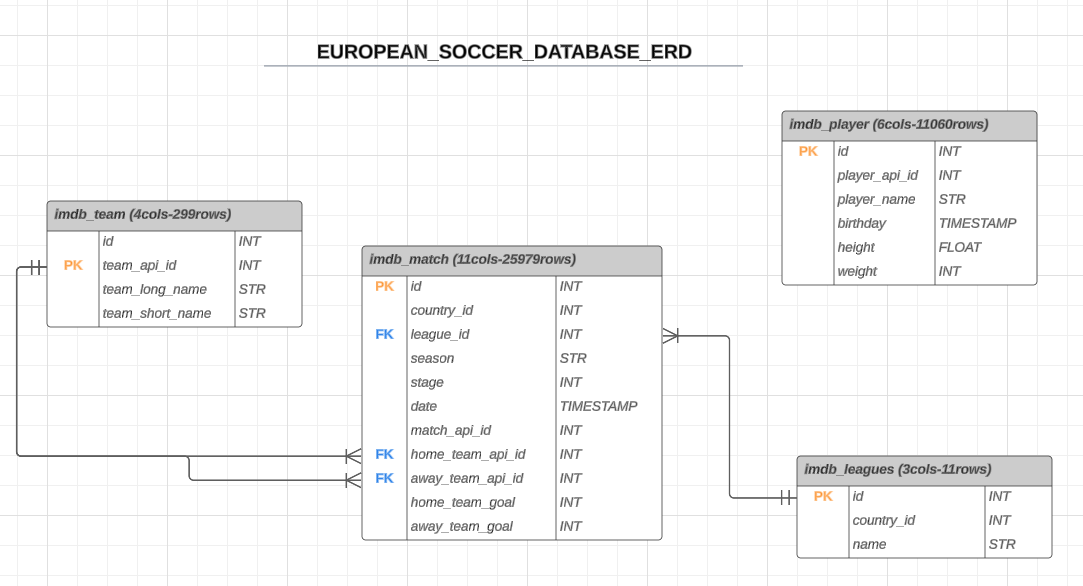 EUROPEAN_SOCCER_DATABASE_ERD
imdb_player (6cols-11060rows)
PK id INT
player_api_id INT
player_name STR
birthday TIMESTAMP
height FLOAT
weight INT
imdb_team (4cols-299rows)
id INT
PK team_api_id INT
team_long_name STR
team_short_name STR
imdb_match (11cols-25979rows)
PK id INT
country_id INT
FK league_id INT
season STR
stage INT
date TIMESTAMP
match_api_id INT
FK home_team_api_id INT
FK away_team_api_id INT
home_team_goal INT
away_team_goal INT
imdb_leagues (3cols-11rows)
PK id INT
country_id INT
name STR